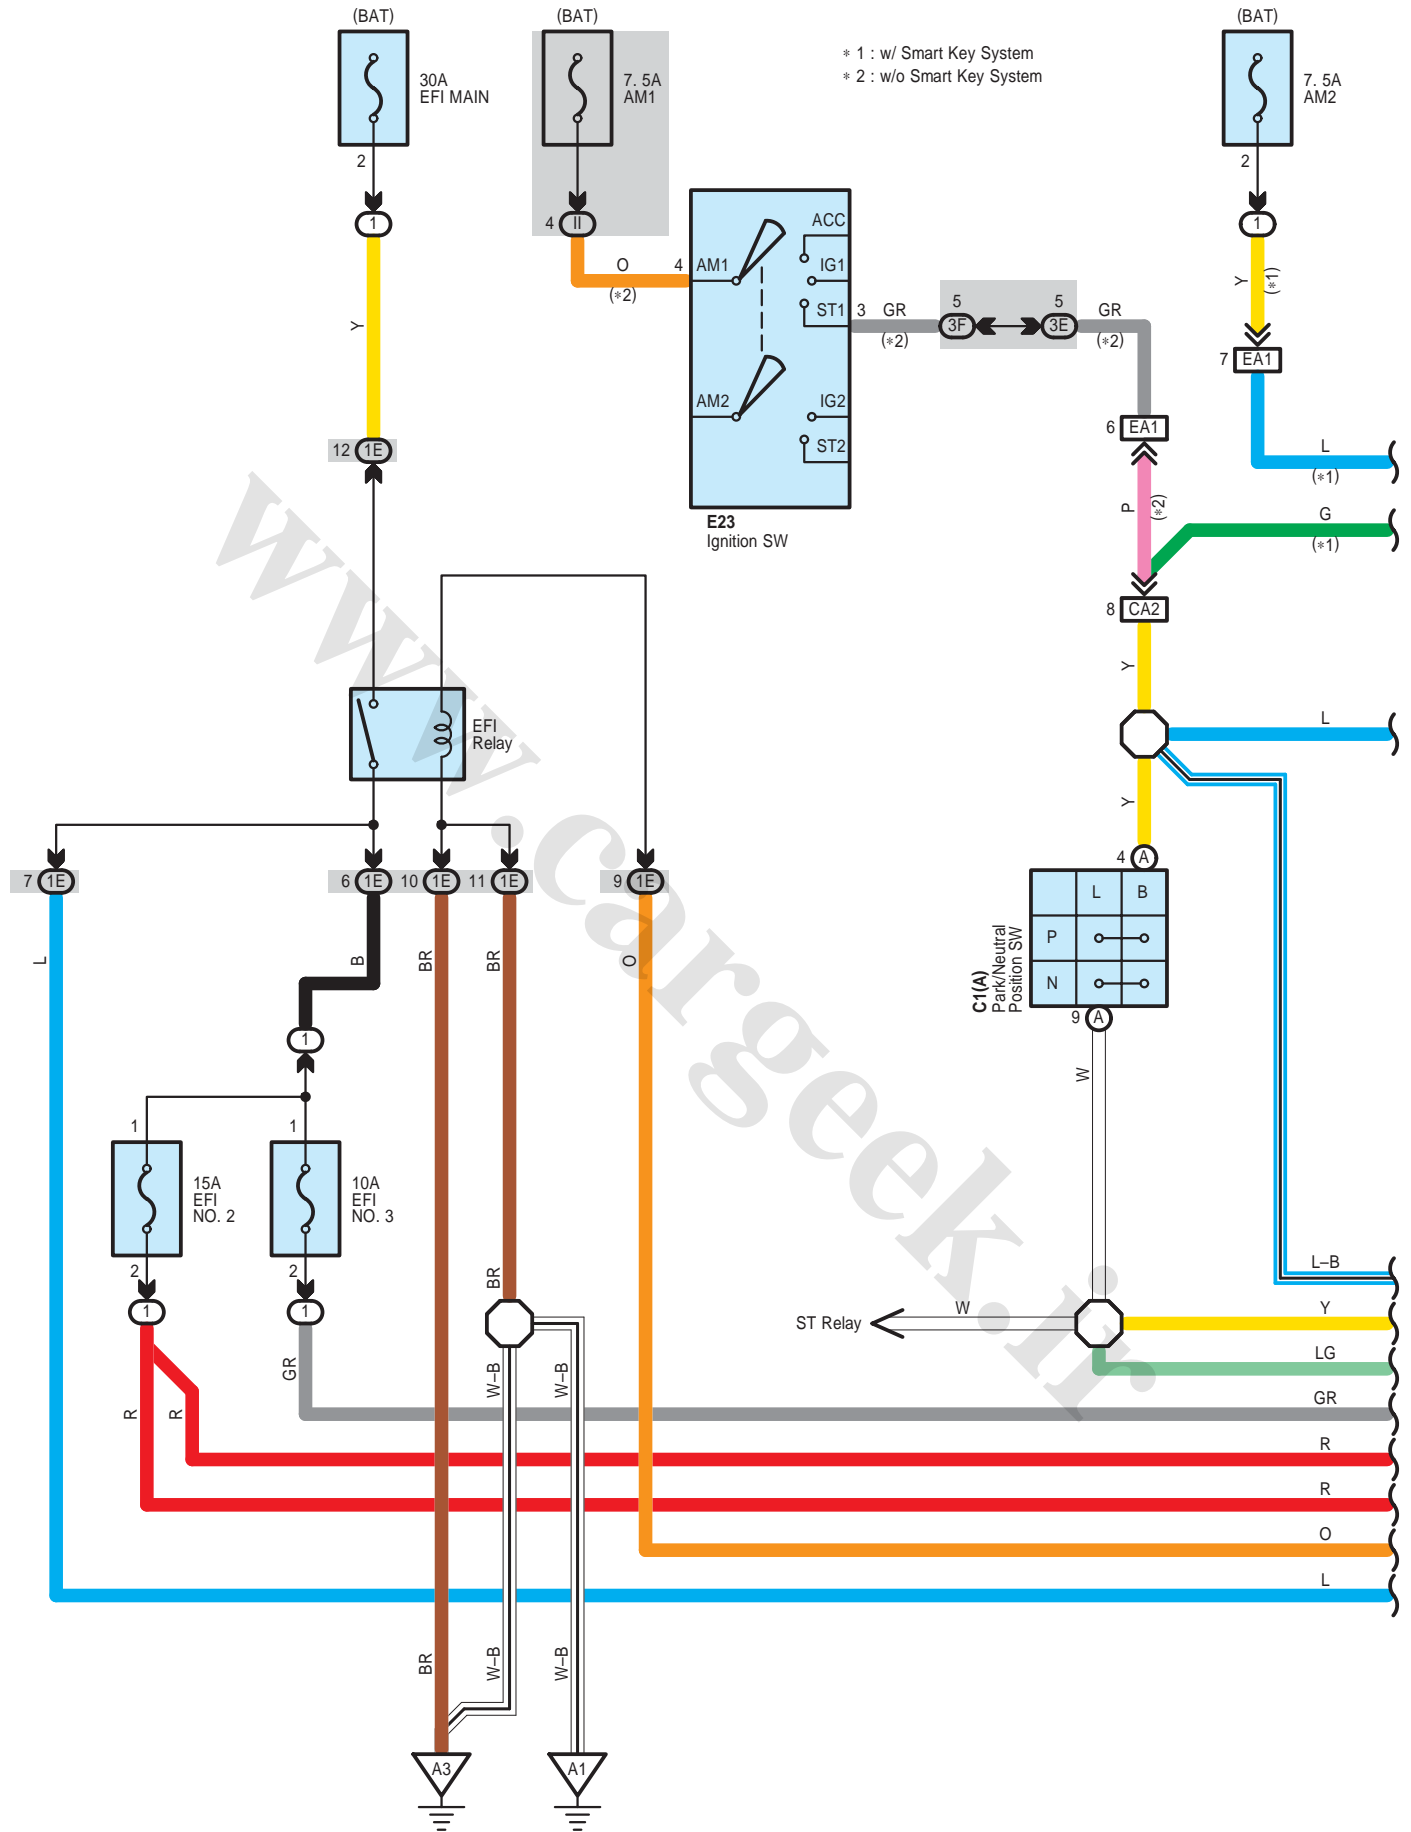 (BAT)
(BAT)
(BAT)
* 1 : w/ Smart Key System
* 2 : w/o Smart Key System
30A
EFI MAIN
7. 5A
AM1
7. 5A
AM2
2
2
1
4 II
1
ACC
O
(*2)
4 AM1
IG1
ST1
3 GR
(*2)
5
3F
5
3E
GR
(*2)
Y
(*1)
Y
7 EA1
AM2
IG2
ST2
6 EA1
12 1E
L
(*1)
P
(*2)
G
(*1)
E23
Ignition SW
8 CA2
Y
EFI
Relay
L
Y
4 A
7 1E
6 1E
10 1E
11 1E
9 1E
L B
P
N
C1(A)
Park/Neutral
Position SW
L
B
BR
BR
O
9 A
1
W
1
1
15A
EFI
NO. 2
10A
EFI
NO. 3
2
2
BR
L–B
1
1
ST Relay
W
Y
LG
GR
W–B
W–B
GR
R
R
R
R
O
L
BR
W–B
W–B
A3
A1
www.cargeek.ir